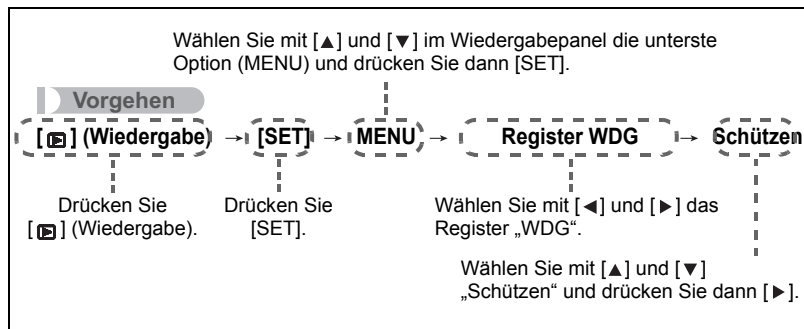 Wählen Sie mit [▲] und [▼] im Wiedergabepanel die unterste
Option (MENU) und drücken Sie dann [SET].
Vorgehen
[▶] (Wiedergabe) → [SET] → MENU → Register WDG → Schützen
Drücken Sie
[▶] (Wiedergabe).
Drücken Sie
[SET].
Wählen Sie mit [◀] und [▶] das
Register „WDG“.
Wählen Sie mit [▲] und [▼]
„Schützen“ und drücken Sie dann [▶].